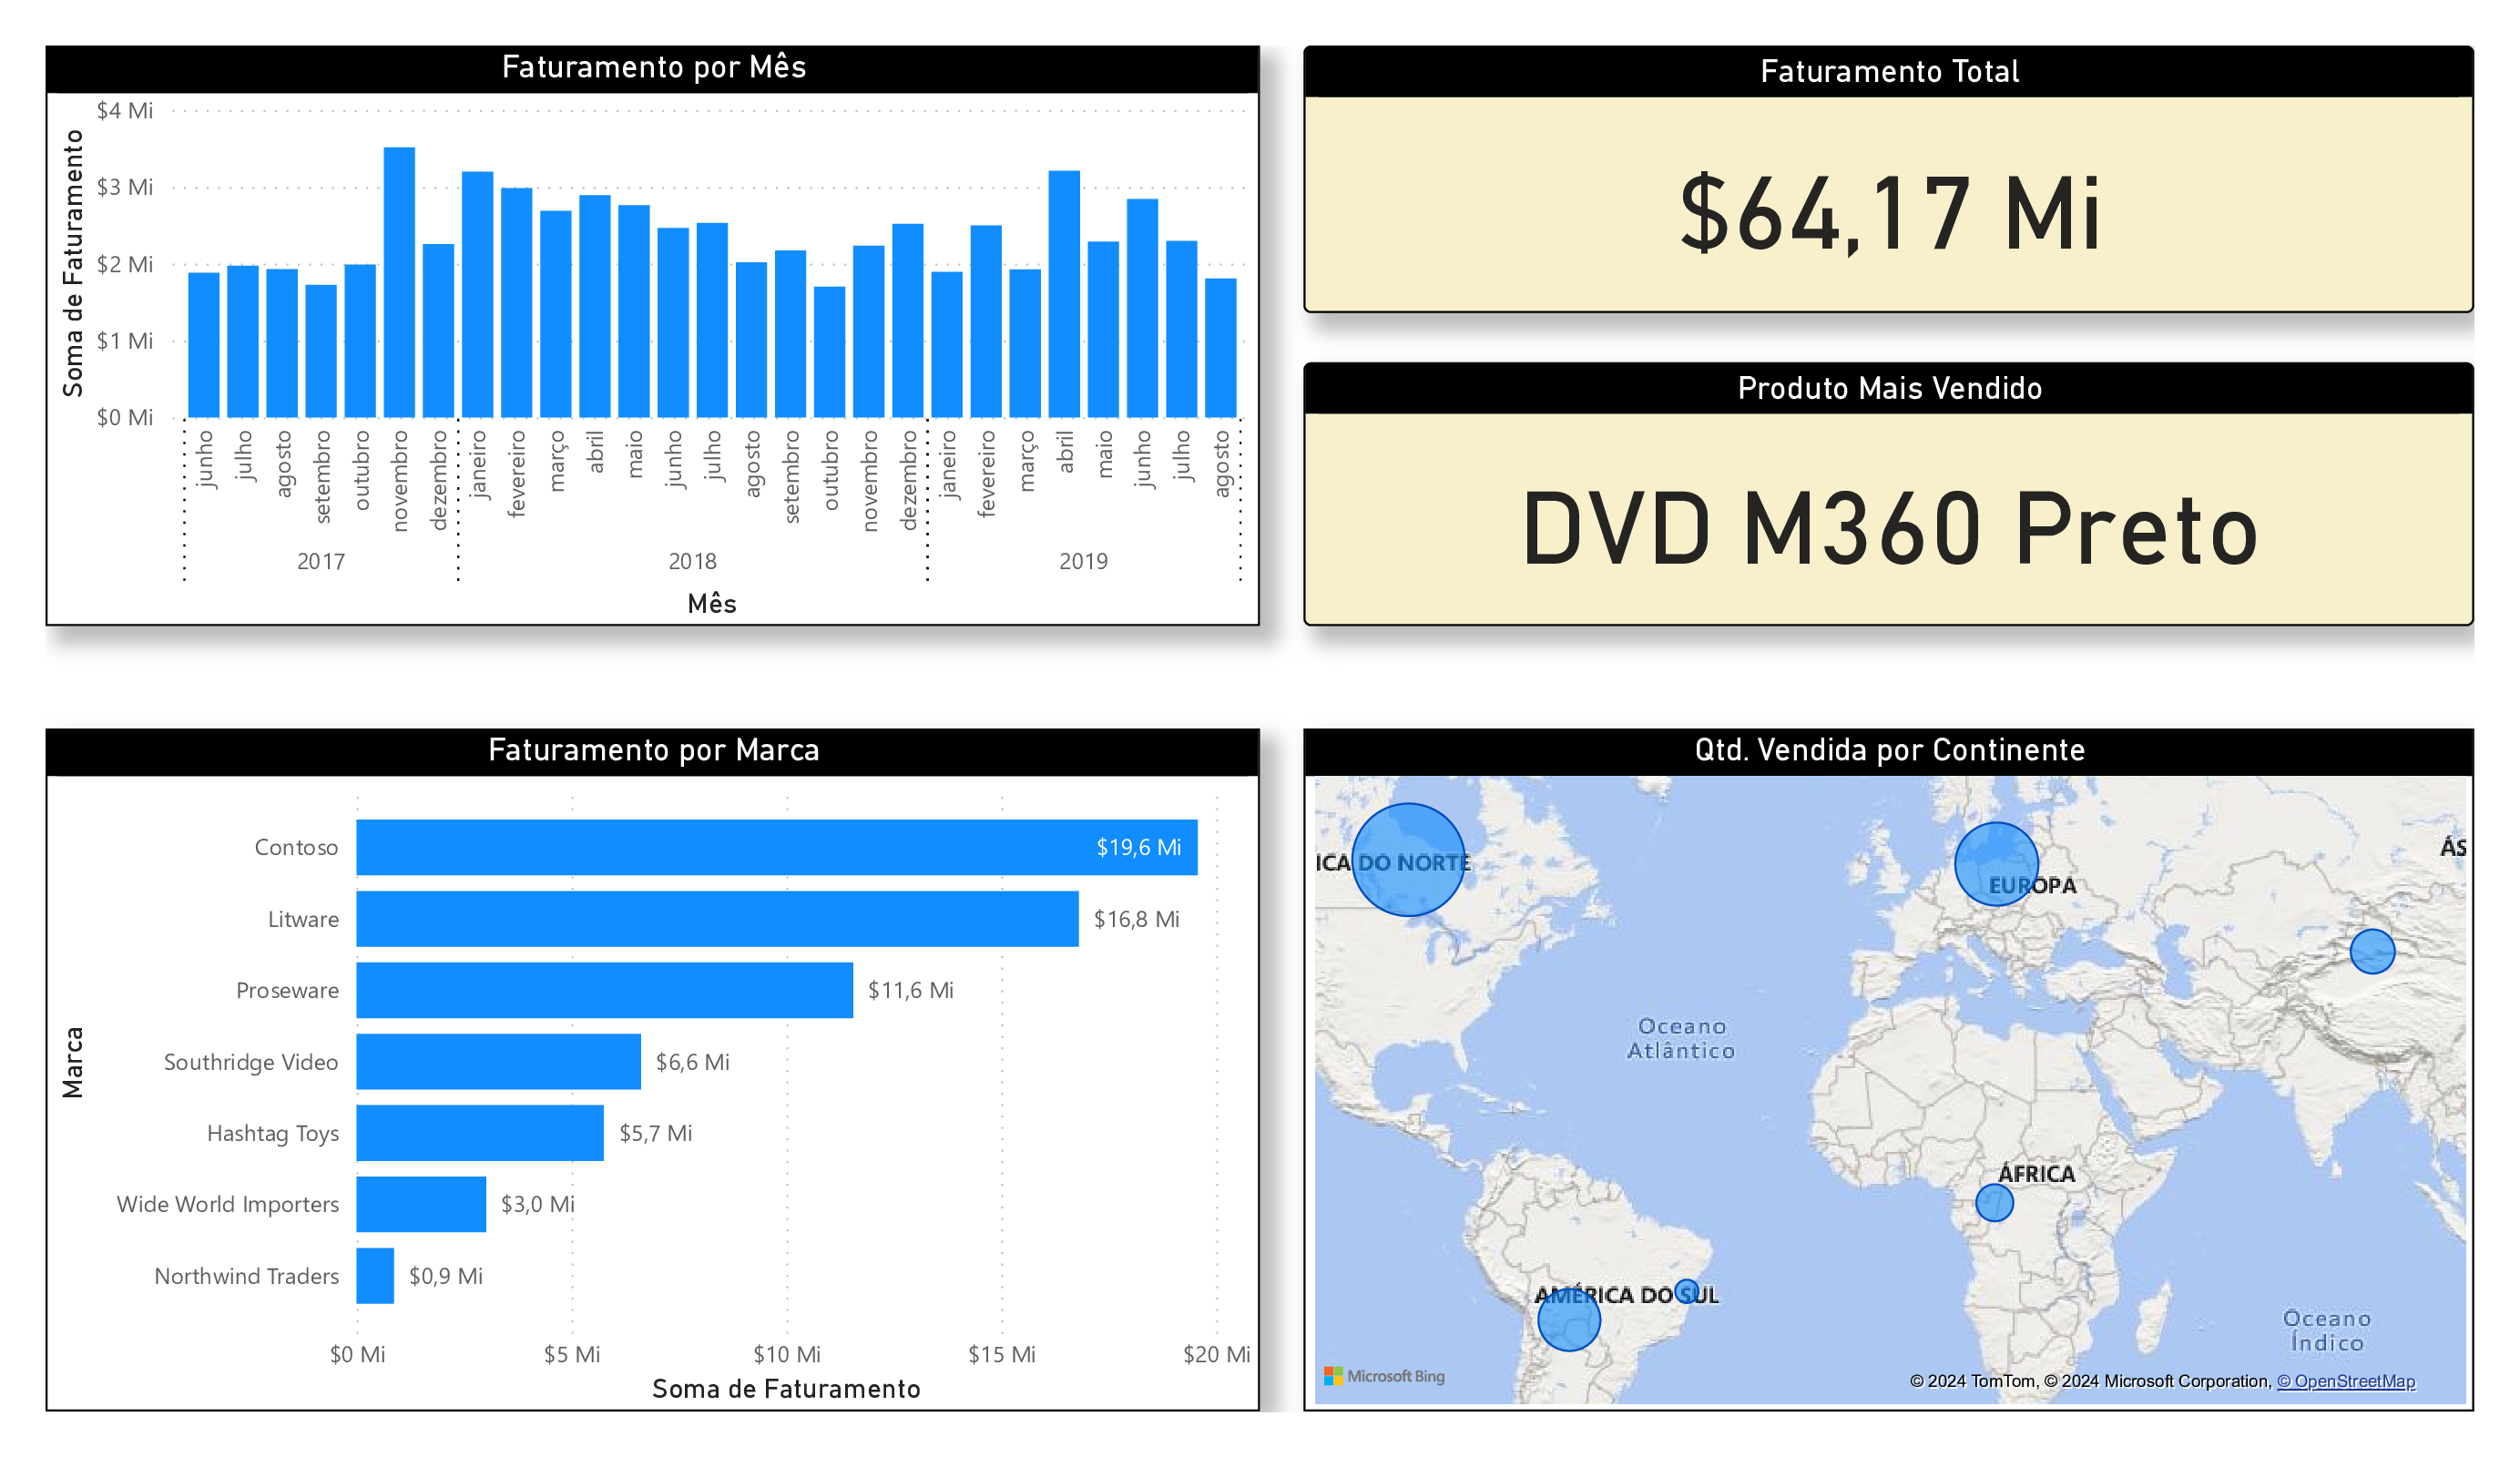 Faturamento por Mês
Soma de Faturamento
$4 Mi
$3 Mi
$2 Mi
$1 Mi
$0 Mi
junho
julho
agosto
setembro
outubro
novembro
dezembro
janeiro
fevereiro
março
abril
maio
junho
julho
agosto
setembro
outubro
novembro
dezembro
janeiro
fevereiro
março
abril
maio
junho
julho
agosto
2017
2018
2019
Mês
Faturamento Total
$64,17 Mi
Produto Mais Vendido
DVD M360 Preto
Faturamento por Marca
Marca
Contoso
$19,6 Mi
Litware
$16,8 Mi
Proseware
$11,6 Mi
Southridge Video
$6,6 Mi
Hashtag Toys
$5,7 Mi
Wide World Importers
$3,0 Mi
Northwind Traders
$0,9 Mi
$0 Mi
$5 Mi
$10 Mi
$15 Mi
$20 Mi
Soma de Faturamento
Qtd. Vendida por Continente
ICA DO NORTE
EUROPA
ÁS
Oceano
Atlântico
ÁFRICA
AMÉRICA DO SUL
Oceano
Índico
Microsoft Bing
© 2024 TomTom, © 2024 Microsoft Corporation, © OpenStreetMap